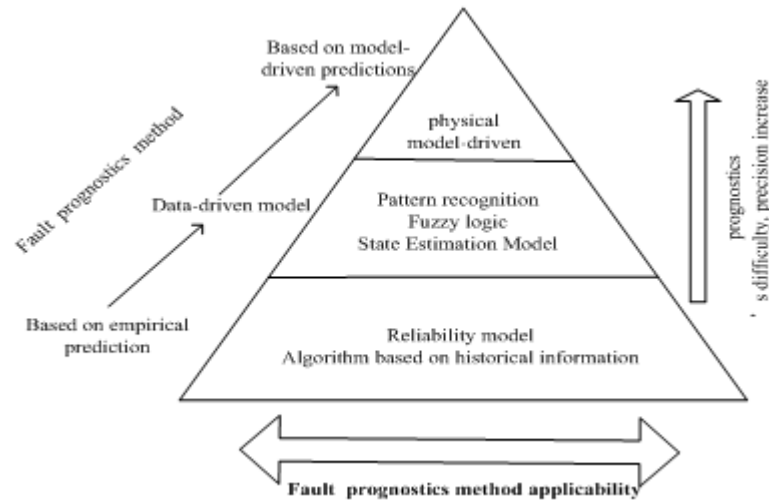 Based on model-
driven predictions
Fault prognostics method
Data-driven model
Based on empirical
prediction
physical
model-driven
Pattern recognition
Fuzzy logic
State Estimation Model
Reliability model
Algorithm based on historical information
prognostics
's difficulty, precision increase
Fault prognostics method applicability